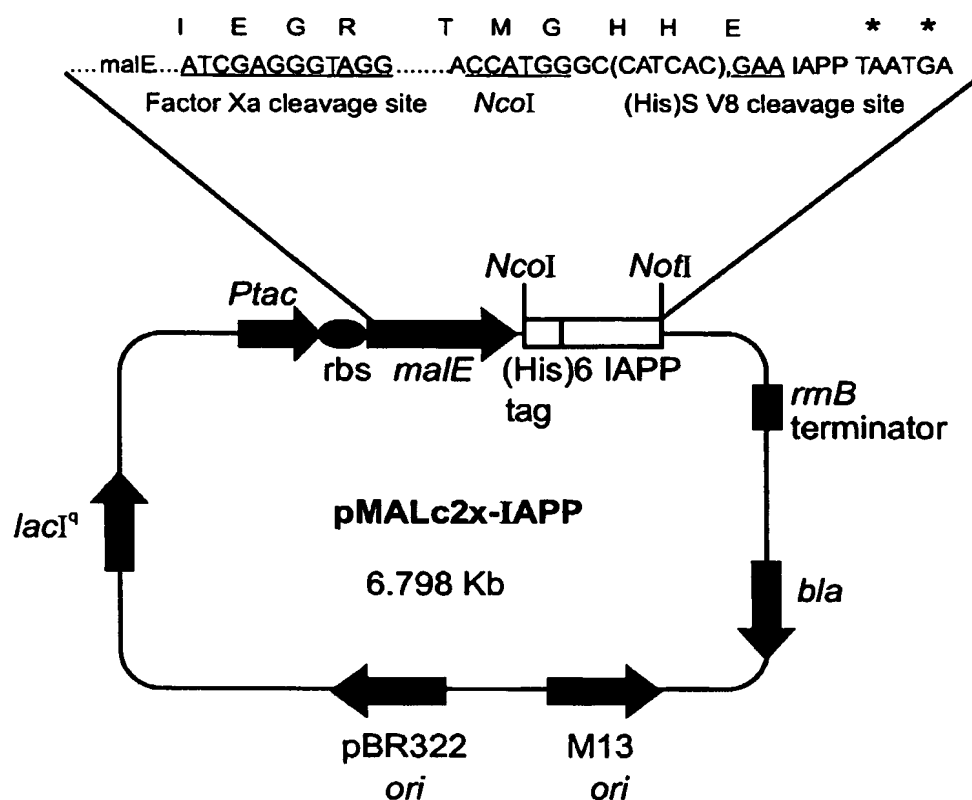 I E G R T M G H H E * *
....malE...ATCGAGGGTAGG........ACCATGGGC(CATCAC),GAA IAPP TAATGA
Factor Xa cleavage site NcoI (His)S V8 cleavage site
NcoI NotI
Ptac
rbs malE (His)6 IAPP
tag
rrnB
terminator
lacIq
pMALc2x-IAPP
6.798 Kb
bla
pBR322
ori
M13
ori